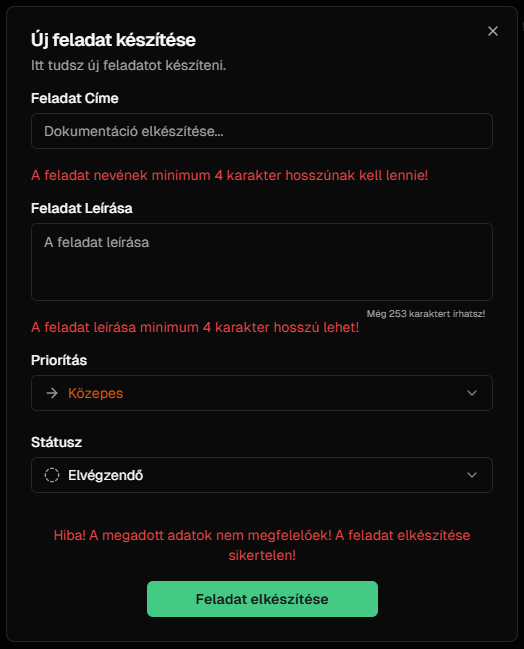 Új feladat készítése
Itt tudsz új feladatot készíteni.
Feladat Címe
Dokumentáció elkészítése...
A feladat nevének minimum 4 karakter hosszúnak kell lennie!
Feladat Leírása
A feladat leírása
Még 253 karaktert írhatsz!
A feladat leírása minimum 4 karakter hosszú lehet!
Prioritás
Közepes
Státusz
Elvégzendő
Hiba! A megadott adatok nem megfelelőek! A feladat elkészítése
sikertelen!
Feladat elkészítése